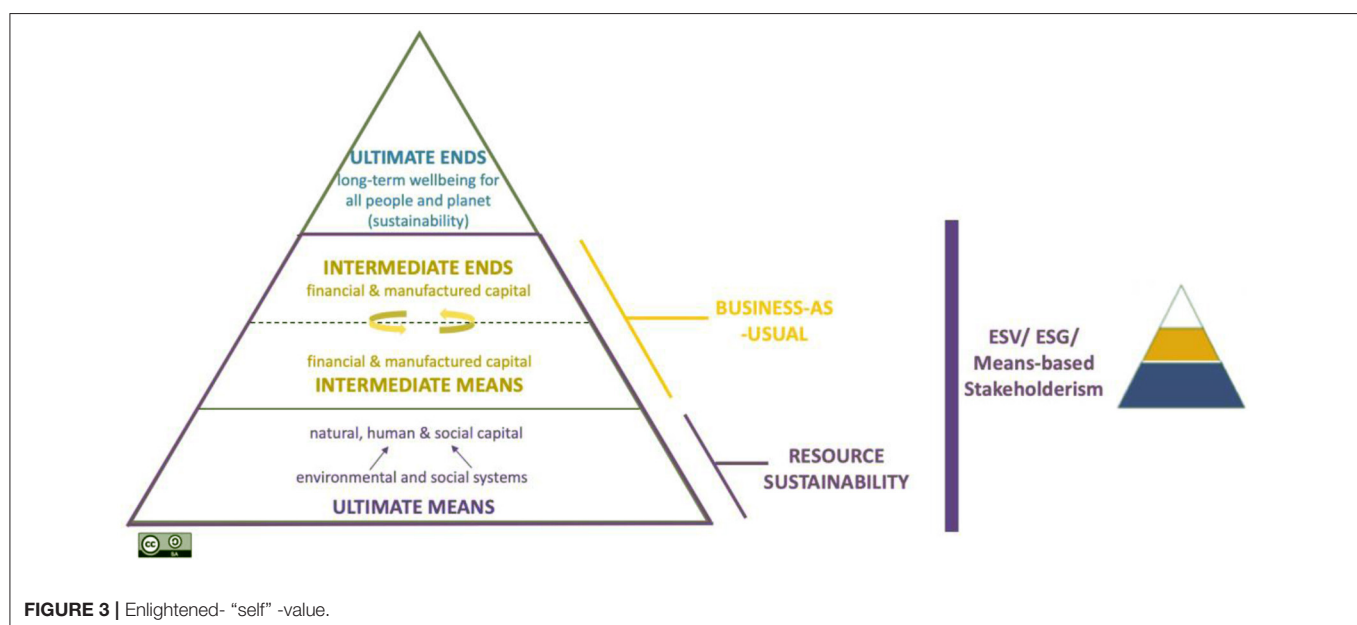 ULTIMATE ENDS
long-term wellbeing for
all people and planet
(sustainability)
INTERMEDIATE ENDS
financial & manufactured capital
financial & manufactured capital
INTERMEDIATE MEANS
natural, human & social capital
environmental and social systems
ULTIMATE MEANS
BUSINESS-AS
-USUAL
RESOURCE
SUSTAINABILITY
ESV/ ESG/
Means-based
Stakeholderism
cc
SA
FIGURE 3 | Enlightened- “self” -value.